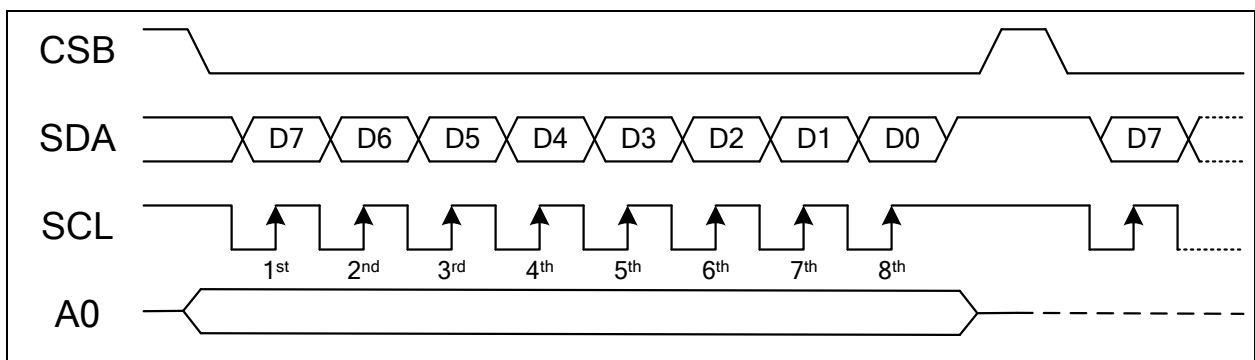 CSB
SDA D7 D6 D5 D4 D3 D2 D1 D0 D7
SCL
1st 2nd 3rd 4th 5th 6th 7th 8th
A0